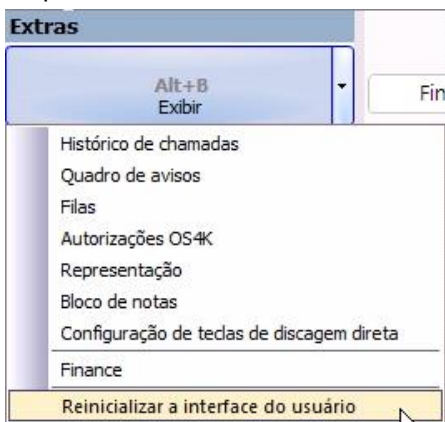 Extras
Alt+B
Exibir
Fin
Histórico de chamadas
Quadro de avisos
Filas
Autorizações OS4K
Representação
Bloco de notas
Configuração de teclas de discagem direta
Finance
Reinicializar a interface do usuário